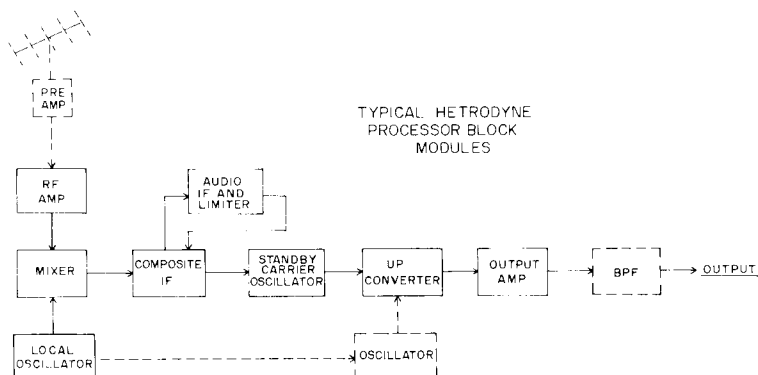 PRE
AMP
TYPICAL HETRODYNE
PROCESSOR BLOCK
MODULES
RF
AMP
AUDIO
IF AND
LIMITER
MIXER
COMPOSITE
IF
STANDBY
CARRIER
OSCILLATOR
UP
CONVERTER
OUTPUT
AMP
BPF
OUTPUT
LOCAL
OSCILLATOR
OSCILLATOR